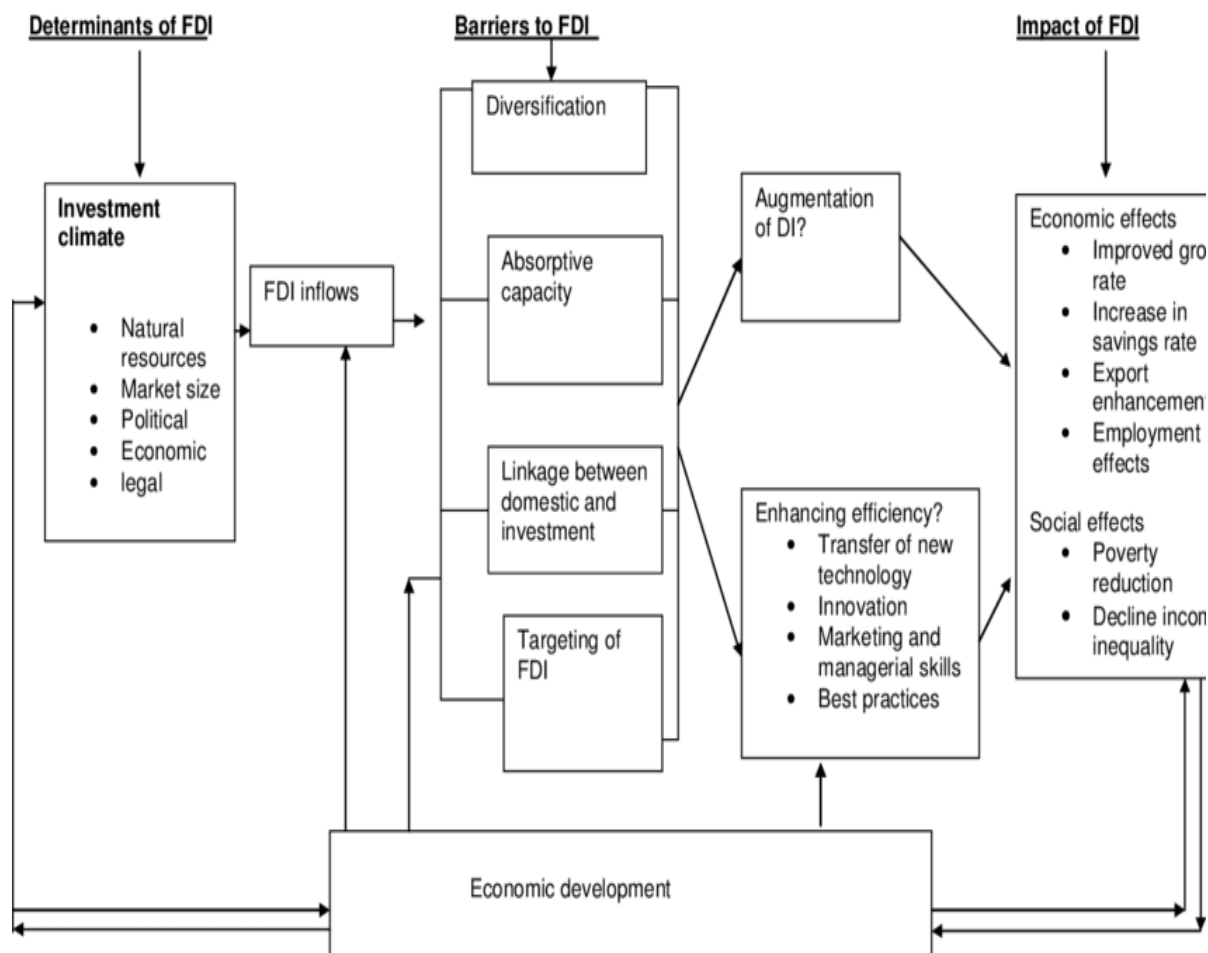 Determinants of FDI
Barriers to FDI
Impact of FDI
Investment
climate
• Natural
resources
• Market size
• Political
• Economic
• legal
FDI inflows
Diversification
Absorptive
capacity
Linkage between
domestic and
investment
Targeting of
FDI
Augmentation
of DI?
Enhancing efficiency?
• Transfer of new
technology
• Innovation
• Marketing and
managerial skills
• Best practices
Economic effects
• Improved gro
rate
• Increase in
savings rate
• Export
enhancement
• Employment
effects
Social effects
• Poverty
reduction
• Decline incom
inequality
Economic development